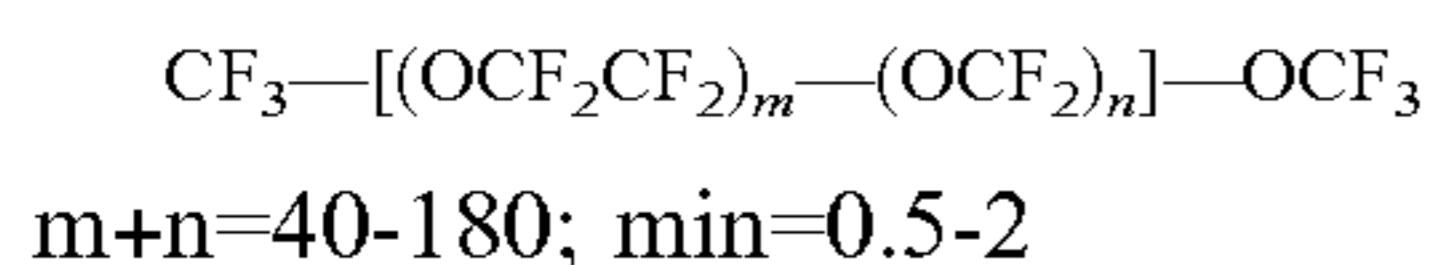 CF₃—[(OCF₂CF₂)ₘ—(OCF₂)ₙ]—OCF₃
m+n=40-180; min=0.5-2